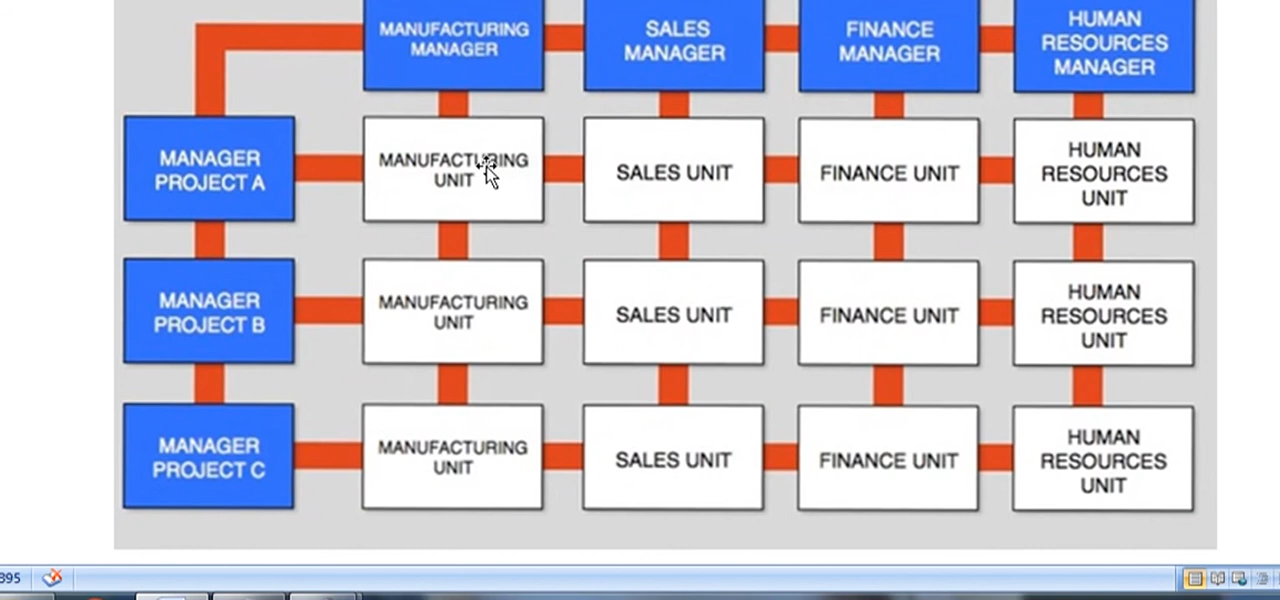 MANUFACTURING
MANAGER
SALES
MANAGER
FINANCE
MANAGER
HUMAN
RESOURCES
MANAGER
MANAGER
PROJECT A
MANUFACTURING
UNIT
SALES UNIT
FINANCE UNIT
HUMAN
RESOURCES
UNIT
MANAGER
PROJECT B
MANUFACTURING
UNIT
SALES UNIT
FINANCE UNIT
HUMAN
RESOURCES
UNIT
MANAGER
PROJECT C
MANUFACTURING
UNIT
SALES UNIT
FINANCE UNIT
HUMAN
RESOURCES
UNIT
395